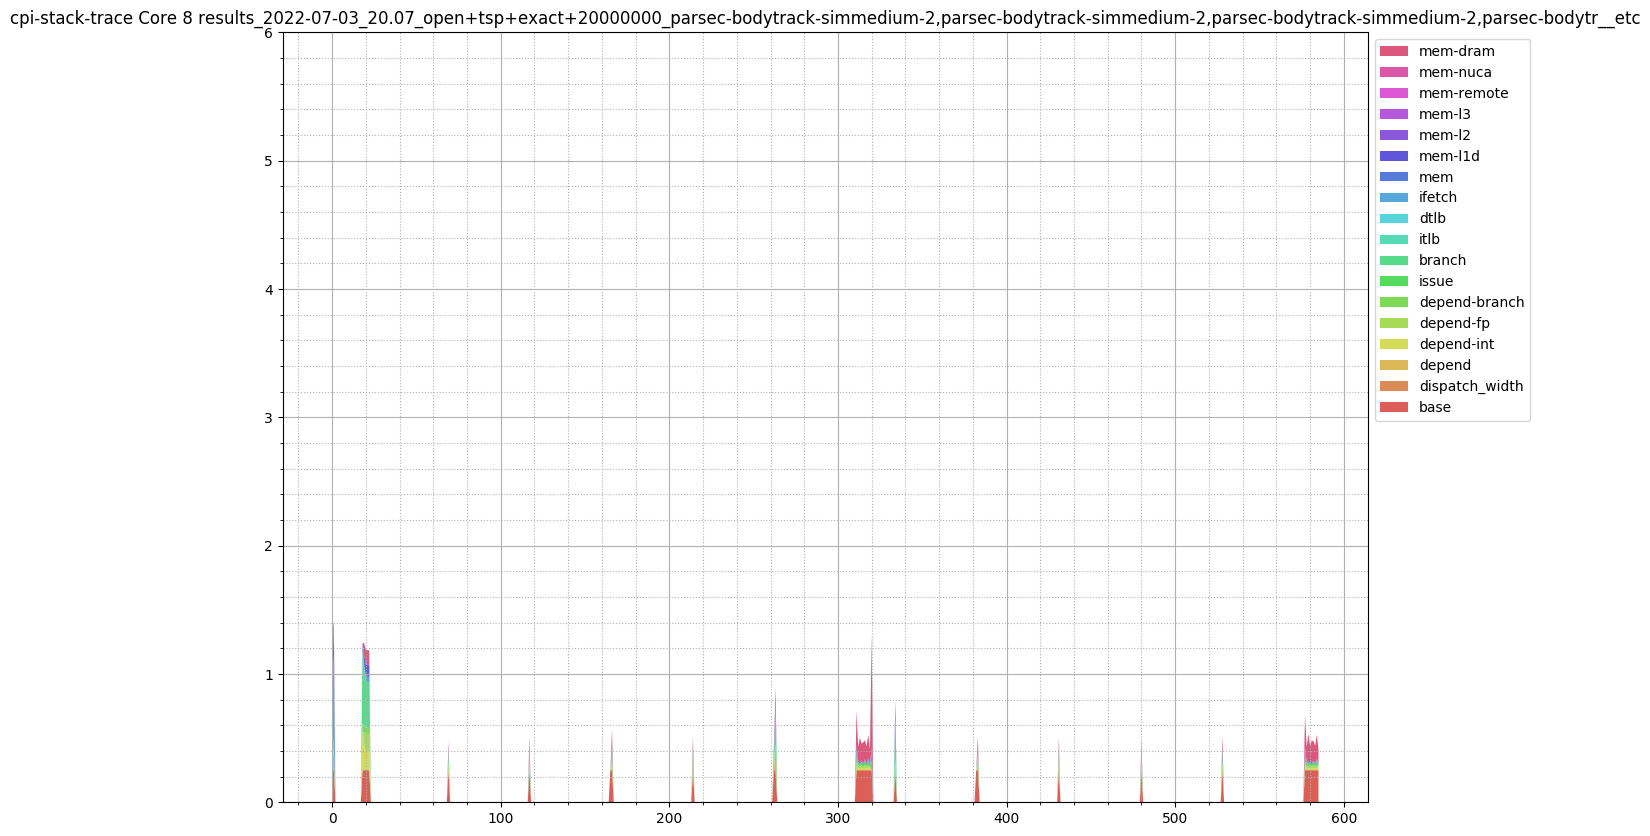 cpi-stack-trace Core 8 results_2022-07-03_20.07_open+tsp+exact+20000000_parsec-bodytrack-simmedium-2,parsec-bodytrack-simmedium-2,parsec-bodytrack-simmedium-2,parsec-bodytr__etc
6
5
4
3
2
1
0
0
100
200
300
400
500
600
mem-dram
mem-nuca
mem-remote
mem-l3
mem-l2
mem-l1d
mem
ifetch
dtlb
itlb
branch
issue
depend-branch
depend-fp
depend-int
depend
dispatch_width
base